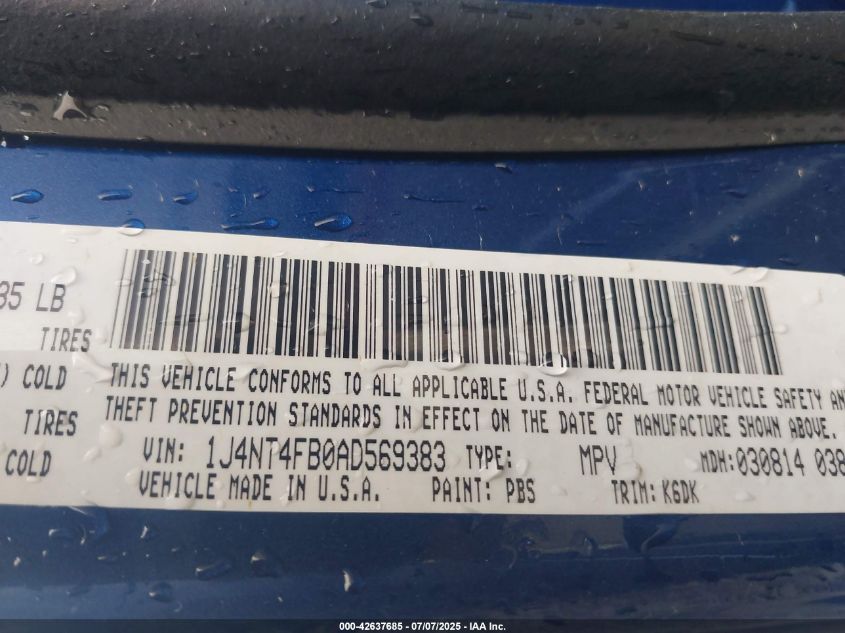 85 LB
TIRES
) COLD THIS VEHICLE CONFORMS TO ALL APPLICABLE U.S.A. FEDERAL MOTOR VEHICLE SAFETY AN
TIRES THEFT PREVENTION STANDARDS IN EFFECT ON THE DATE OF MANUFACTURE SHOWN ABOVE.
COLD VIN: 1J4NT4FB0AD569383 TYPE: MPV MDH:030814 038
VEHICLE MADE IN U.S.A. PAINT: PBS TRIM: K6DK
000-42637685 - 07/07/2025 - IAA Inc.